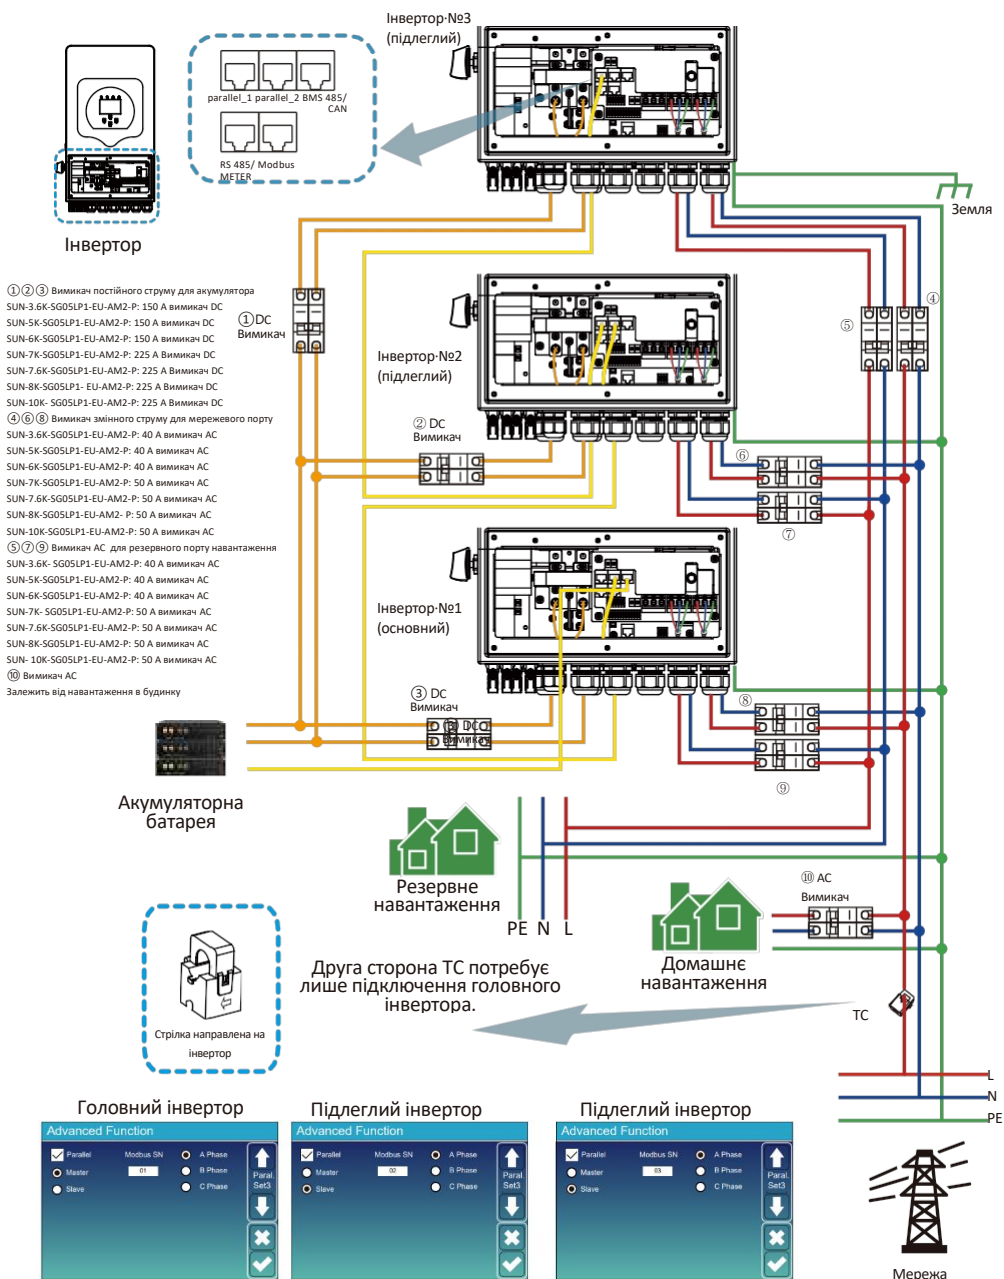 Інвертор·№3
(підлеглий)
parallel_1 parallel_2 BMS 485/
CAN
RS 485/ Modbus
METER
Інвертор
Земля
①②③ Вимикач постійного струму для акумулятора
SUN-3.6K-SG05LP1-EU-AM2-P: 150 А вимикач DC
SUN-5K-SG05LP1-EU-AM2-P: 150 А вимикач DC
SUN-6K-SG05LP1-EU-AM2-P: 150 А вимикач DC
SUN-7K-SG05LP1-EU-AM2-P: 225 А вимикач DC
SUN-7.6K-SG05LP1-EU-AM2-P: 225 А Вимикач DC
SUN-8K-SG05LP1- EU-AM2-P: 225 А Вимикач DC
SUN-10K- SG05LP1-EU-AM2-P: 225 А Вимикач DC
④⑥⑧ Вимикач змінного струму для мережевого порту
SUN-3.6K-SG05LP1-EU-AM2-P: 40 А вимикач AC
SUN-5K-SG05LP1-EU-AM2-P: 40 А вимикач AC
SUN-6K-SG05LP1-EU-AM2-P: 40 А вимикач AC
SUN-7K-SG05LP1-EU-AM2-P: 50 А вимикач AC
SUN-7.6K-SG05LP1-EU-AM2-P: 50 А вимикач AC
SUN-8K-SG05LP1-EU-AM2- P: 50 А вимикач AC
SUN-10K-SG05LP1-EU-AM2-P: 50 А вимикач AC
⑤⑦⑨ Вимикач AC для резервного порту навантаження
SUN-3.6K- SG05LP1-EU-AM2-P: 40 А вимикач AC
SUN-5K-SG05LP1-EU-AM2-P: 40 А вимикач AC
SUN-6K-SG05LP1-EU-AM2-P: 40 А вимикач AC
SUN-7K- SG05LP1-EU-AM2-P: 50 А вимикач AC
SUN-7.6K-SG05LP1-EU-AM2-P: 50 А вимикач AC
SUN-8K-SG05LP1-EU-AM2-P: 50 А вимикач AC
SUN- 10K-SG05LP1-EU-AM2-P: 50 А вимикач AC
⑩ Вимикач AC
Залежить від навантаження в будинку
① DC
Вимикач
④
⑤
Інвертор·№2
(підлеглий)
② DC
Вимикач
⑥
⑦
Інвертор·№1
(основний)
③ DC
Вимикач
③ DC
Вимикач
⑧
⑨
Акумуляторна
батарея
Резервне
навантаження
PE N L
⑩ AC
Вимикач
Домашнє
навантаження
Друга сторона ТС потребує
лише підключення головного
інвертора.
Стрілка направлена на
інвертор
ТС
L
N
PE
Головний інвертор
Advanced Function
Parallel
Modbus SN
A Phase
Master
01
B Phase
Slave
C Phase
Paral.
Set3
Підлеглий інвертор
Advanced Function
Parallel
Modbus SN
A Phase
Master
02
B Phase
Slave
C Phase
Paral.
Set3
Підлеглий інвертор
Advanced Function
Parallel
Modbus SN
A Phase
Master
03
B Phase
Slave
C Phase
Paral.
Set3
Мережа